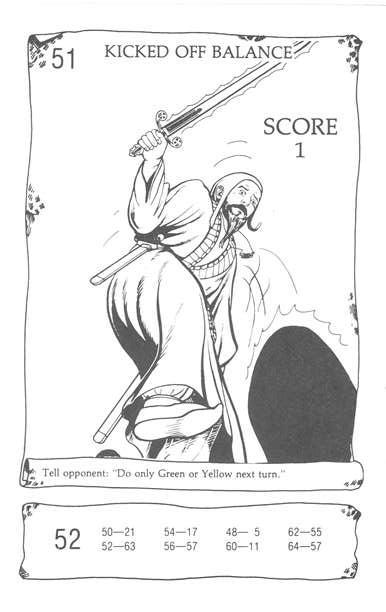 51
KICKED OFF BALANCE
SCORE
1
Tell opponent: "Do only Green or Yellow next turn."
52
50—21 54—17 48— 5 62—55
52—63 56—57 60—11 64—57